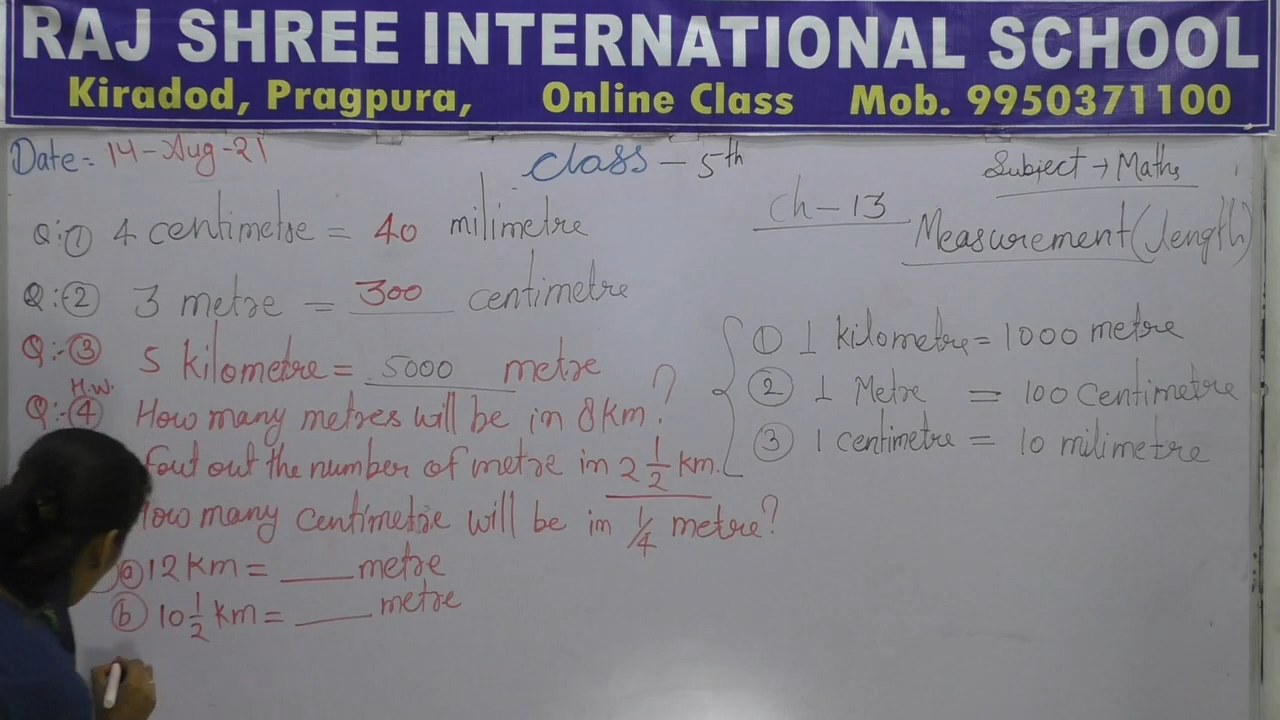 RAJ SHREE INTERNATIONAL SCHOOL
Kiradod, Pragpura, Online Class Mob. 9950371100
Date:- 14-Aug-21
Class - 5th
Subject → Maths
Ch-13
Measurement (length)
Q:① 4 centimetre = 40 milimetre
Q:-② 3 metre = 300 centimetre
Q:-③ 5 kilometre = 5000 metre
H.W.
Q:-④ How many metres will be in 8 km?
fout out the number of metre in 2 1/2 km.
How many centimetre will be in 1/4 metre?
ⓐ 12 km = ___ metre
ⓑ 10 1/2 km = ___ metre
① 1 kilometre = 1000 metre
② 1 Metre = 100 Centimetre
③ 1 centimetre = 10 milimetre